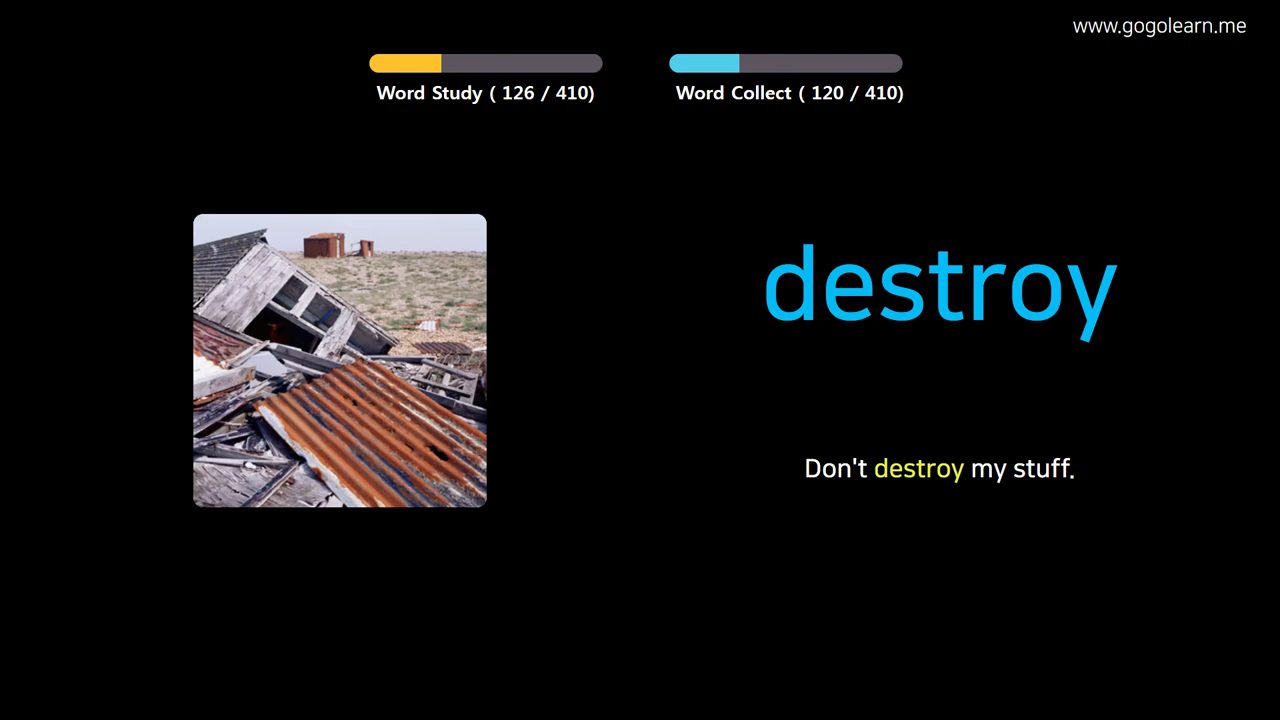 www.gogolearn.me
Word Study ( 126 / 410)
Word Collect ( 120 / 410)
destroy
Don't destroy my stuff.